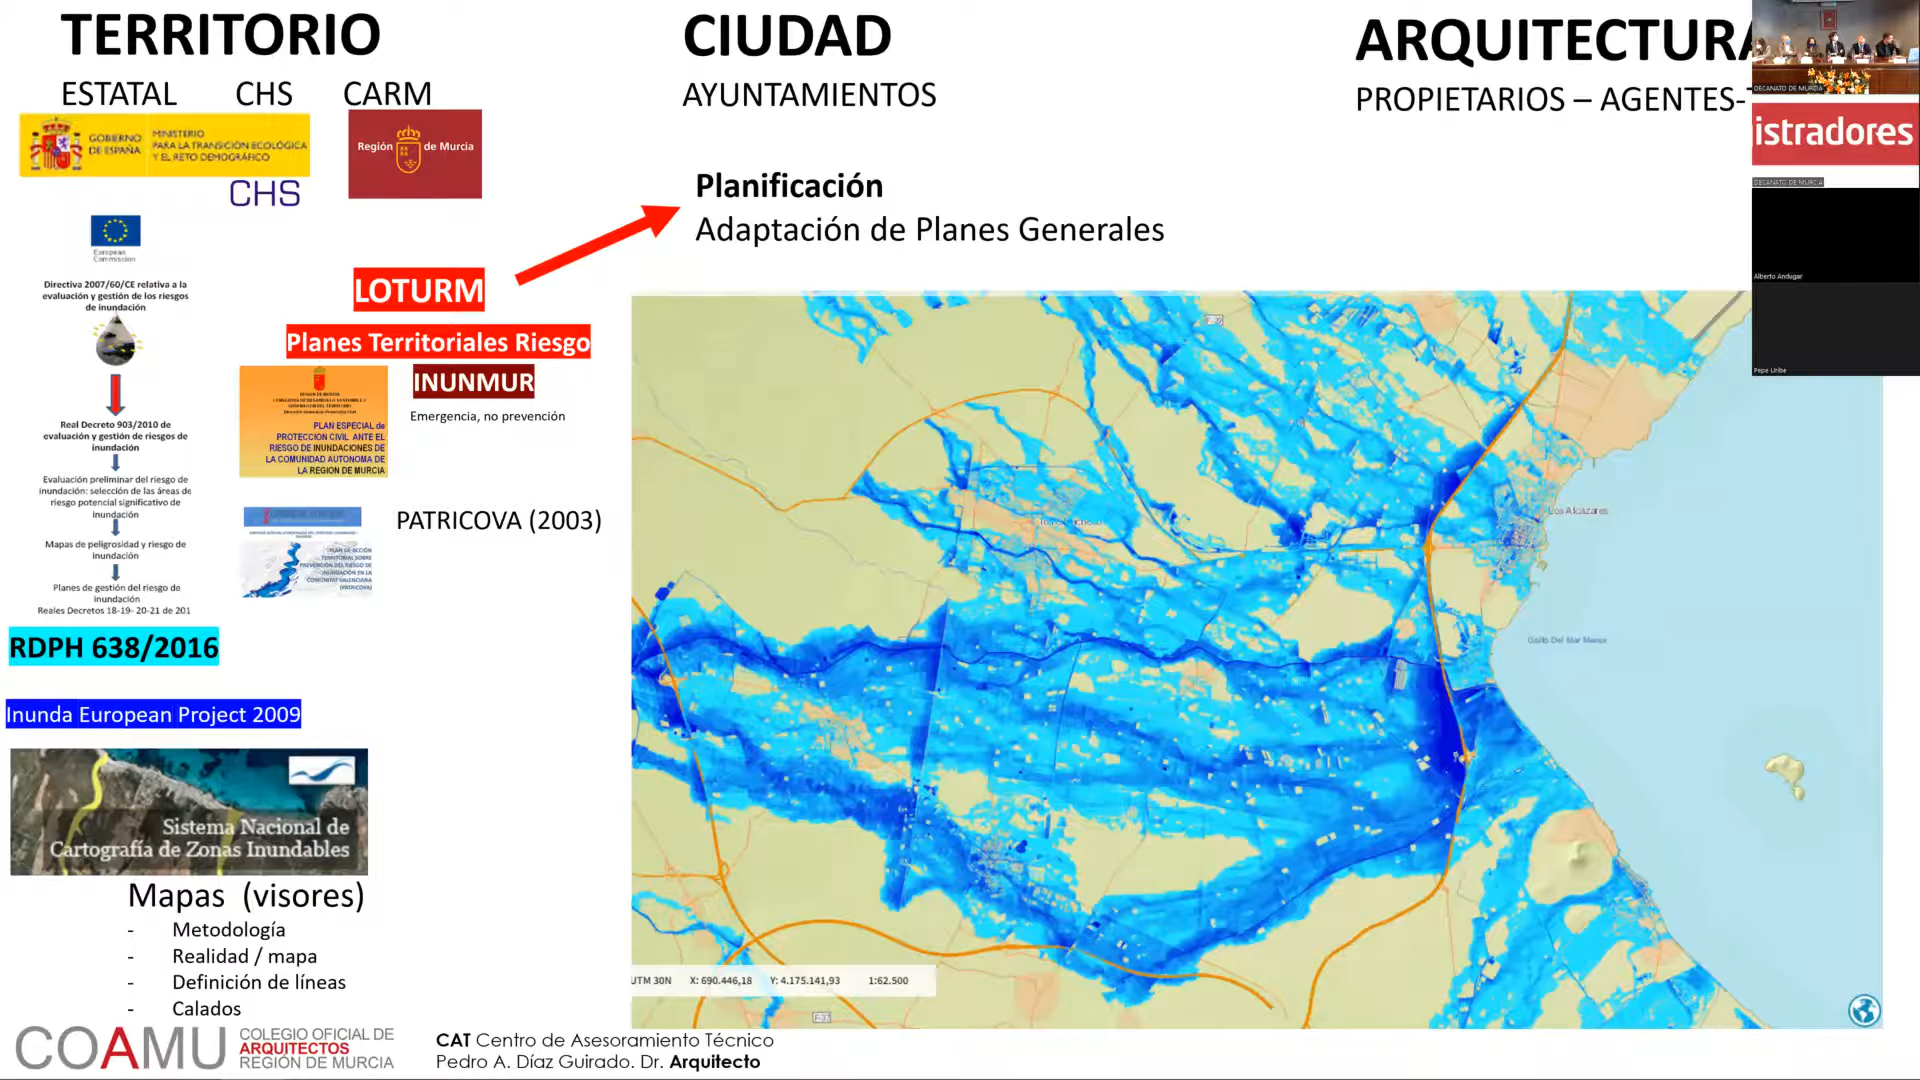 TERRITORIO
ESTATAL CHS CARM
GOBIERNO DE ESPAÑA
MINISTERIO
PARA LA TRANSICIÓN ECOLÓGICA
Y EL RETO DEMOGRÁFICO
CHS
Región de Murcia
European
Commission
Directiva 2007/60/CE relativa a la
evaluación y gestión de los riesgos
de inundación
Real Decreto 903/2010 de
evaluación y gestión de riesgos de
inundación
Evaluación preliminar del riesgo de
inundación: selección de las áreas de
riesgo potencial significativo de
inundación
Mapas de peligrosidad y riesgo de
inundación
Planes de gestión del riesgo de
inundación
Reales Decretos 18-19- 20-21 de 201
RDPH 638/2016
Inunda European Project 2009
Sistema Nacional de
Cartografía de Zonas Inundables
Mapas (visores)
- Metodología
- Realidad / mapa
- Definición de líneas
- Calados
LOTURM
Planes Territoriales Riesgo
INUNMUR
Emergencia, no prevención
PLAN ESPECIAL de
PROTECCION CIVIL ANTE EL
RIESGO DE INUNDACIONES DE
LA COMUNIDAD AUTONOMA DE
LA REGION DE MURCIA
PATRICOVA (2003)
PLAN DE ACCIÓN
TERRITORIAL SOBRE
PREVENCIÓN DEL RIESGO DE
INUNDACIÓN EN LA
COMUNITAT VALENCIANA
(PATRICOVA)
CIUDAD
AYUNTAMIENTOS
Planificación
Adaptación de Planes Generales
ARQUITECTURA
PROPIETARIOS – AGENTES-
DECANATO DE MURCIA
istradores
DECANATO DE MURCIA
Alberto Andugar
Pepe Uribe
Los Alcázares
UTM 30N X: 690.446,18 Y: 4.175.141,93 1:62.500
COAMU
COLEGIO OFICIAL DE
ARQUITECTOS
REGIÓN DE MURCIA
CAT Centro de Asesoramiento Técnico
Pedro A. Díaz Guirado. Dr. Arquitecto